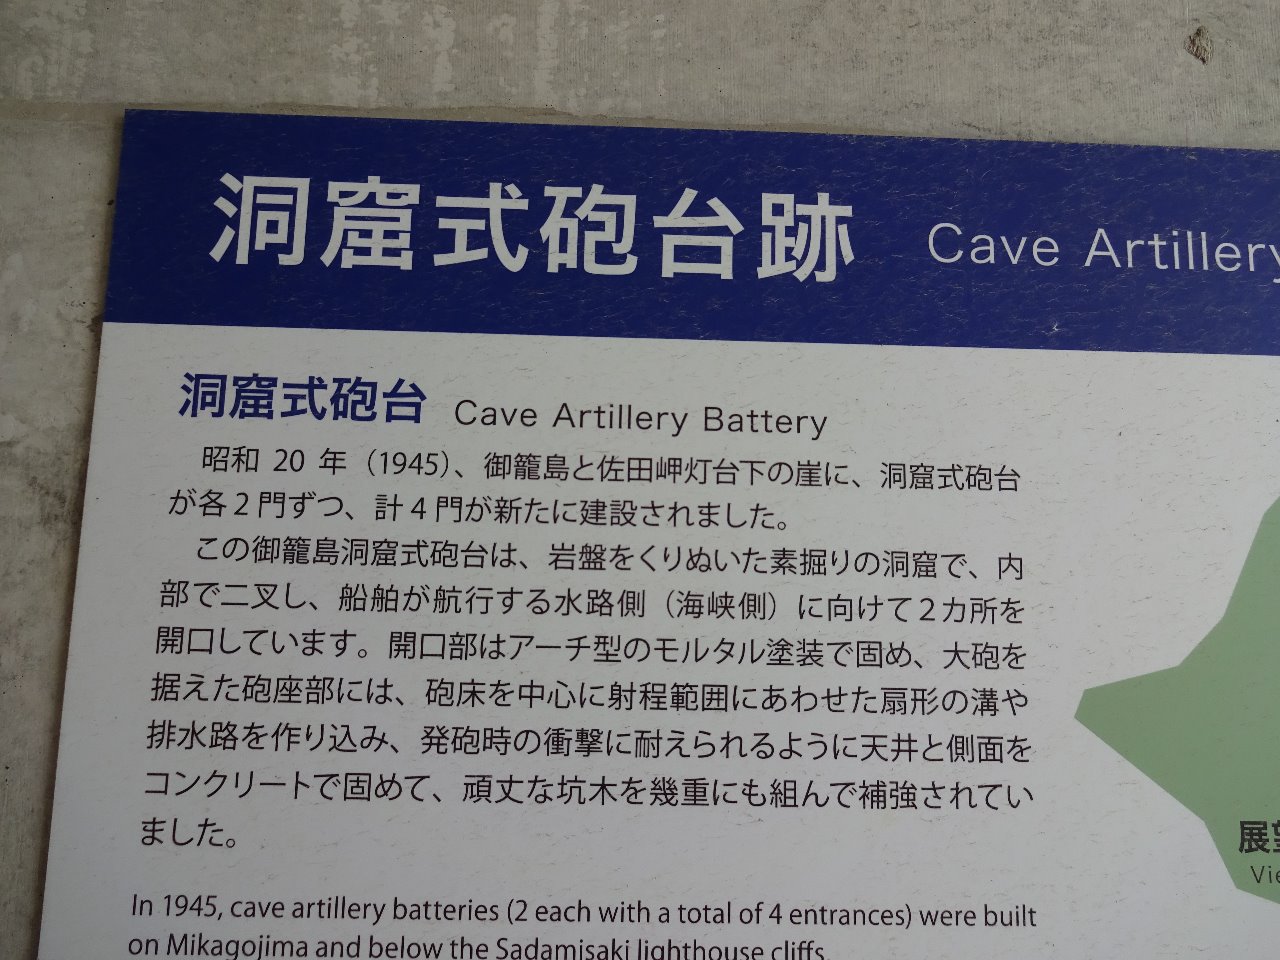 洞窟式砲台跡 Cave Artillery
洞窟式砲台 Cave Artillery Battery
昭和 20 年（1945）、御籠島と佐田岬灯台下の崖に、洞窟式砲台
が各２門ずつ、計４門が新たに建設されました。
この御籠島洞窟式砲台は、岩盤をくりぬいた素掘りの洞窟で、内
部で二叉し、船舶が航行する水路側（海峡側）に向けて２カ所を
開口しています。開口部はアーチ型のモルタル塗装で固め、大砲を
据えた砲座部には、砲床を中心に射程範囲にあわせた扇形の溝や
排水路を作り込み、発砲時の衝撃に耐えられるように天井と側面を
コンクリートで固めて、頑丈な坑木を幾重にも組んで補強されてい
ました。
In 1945, cave artillery batteries (2 each with a total of 4 entrances) were built
on Mikagojima and below the Sadamisaki lighthouse cliffs.
展望
Vie